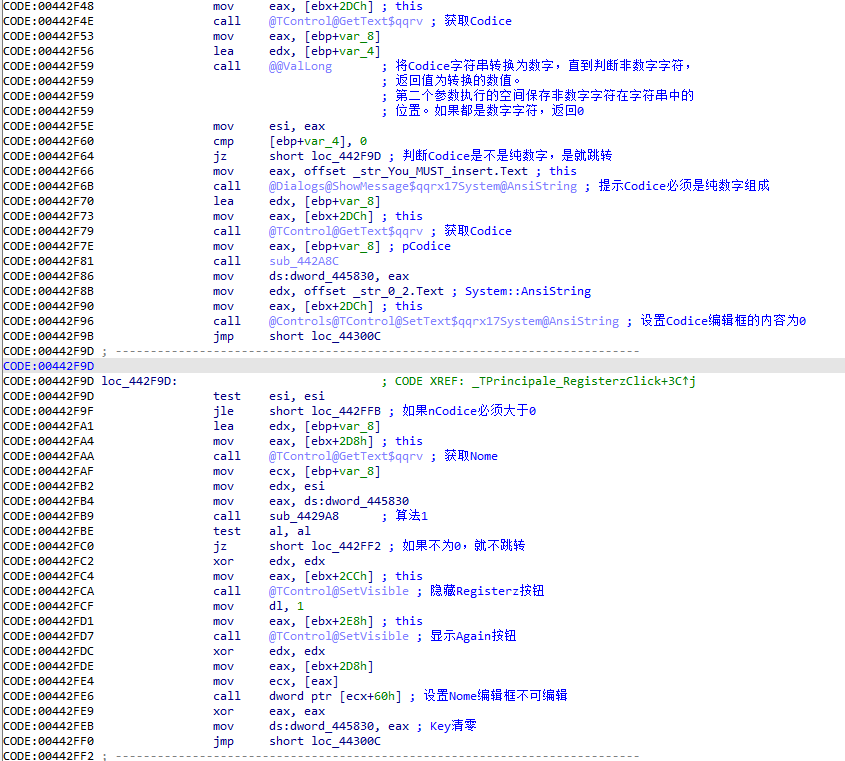 CODE:00442F48 mov eax, [ebx+2DCh] ; this
CODE:00442F4E call @TControl@GetText$qqrv ; 获取Codice
CODE:00442F53 mov eax, [ebp+var_8]
CODE:00442F56 lea edx, [ebp+var_4]
CODE:00442F59 call @@ValLong ; 将Codice字符串转换为数字，直到判断非数字字符，
CODE:00442F59 ; 返回值为转换的数值。
CODE:00442F59 ; 第二个参数执行的空间保存非数字字符在字符串中的
CODE:00442F59 ; 位置。如果都是数字字符，返回0
CODE:00442F5E mov esi, eax
CODE:00442F60 cmp [ebp+var_4], 0
CODE:00442F64 jz short loc_442F9D ; 判断Codice是不是纯数字，是就跳转
CODE:00442F66 mov eax, offset _str_You_MUST_insert.Text ; this
CODE:00442F6B call @Dialogs@ShowMessage$qqrx17System@AnsiString ; 提示Codice必须是纯数字组成
CODE:00442F70 lea edx, [ebp+var_8]
CODE:00442F73 mov eax, [ebx+2DCh] ; this
CODE:00442F79 call @TControl@GetText$qqrv ; 获取Codice
CODE:00442F7E mov eax, [ebp+var_8] ; pCodice
CODE:00442F81 call sub_442A8C
CODE:00442F86 mov ds:dword_445830, eax
CODE:00442F8B mov edx, offset _str_0_2.Text ; System::AnsiString
CODE:00442F90 mov eax, [ebx+2DCh] ; this
CODE:00442F96 call @Controls@TControl@SetText$qqrx17System@AnsiString ; 设置Codice编辑框的内容为0
CODE:00442F9B jmp short loc_44300C
CODE:00442F9D ; ---------------------------------------------------------------------------
CODE:00442F9D
CODE:00442F9D loc_442F9D: ; CODE XREF: _TPrincipale_RegisterzClick+3C↑j
CODE:00442F9D test esi, esi
CODE:00442F9F jle short loc_442FFB ; 如果nCodice必须大于0
CODE:00442FA1 lea edx, [ebp+var_8]
CODE:00442FA4 mov eax, [ebx+2D8h] ; this
CODE:00442FAA call @TControl@GetText$qqrv ; 获取Nome
CODE:00442FAF mov ecx, [ebp+var_8]
CODE:00442FB2 mov edx, esi
CODE:00442FB4 mov eax, ds:dword_445830
CODE:00442FB9 call sub_4429A8 ; 算法1
CODE:00442FBE test al, al
CODE:00442FC0 jz short loc_442FF2 ; 如果不为0，就不跳转
CODE:00442FC2 xor edx, edx
CODE:00442FC4 mov eax, [ebx+2CCh] ; this
CODE:00442FCA call @TControl@SetVisible ; 隐藏Registerz按钮
CODE:00442FCF mov dl, 1
CODE:00442FD1 mov eax, [ebx+2E8h] ; this
CODE:00442FD7 call @TControl@SetVisible ; 显示Again按钮
CODE:00442FDC xor edx, edx
CODE:00442FDE mov eax, [ebx+2D8h]
CODE:00442FE4 mov ecx, [eax]
CODE:00442FE6 call dword ptr [ecx+60h] ; 设置Nome编辑框不可编辑
CODE:00442FE9 xor eax, eax
CODE:00442FEB mov ds:dword_445830, eax ; Key清零
CODE:00442FF0 jmp short loc_44300C
CODE:00442FF2 ; ---------------------------------------------------------------------------